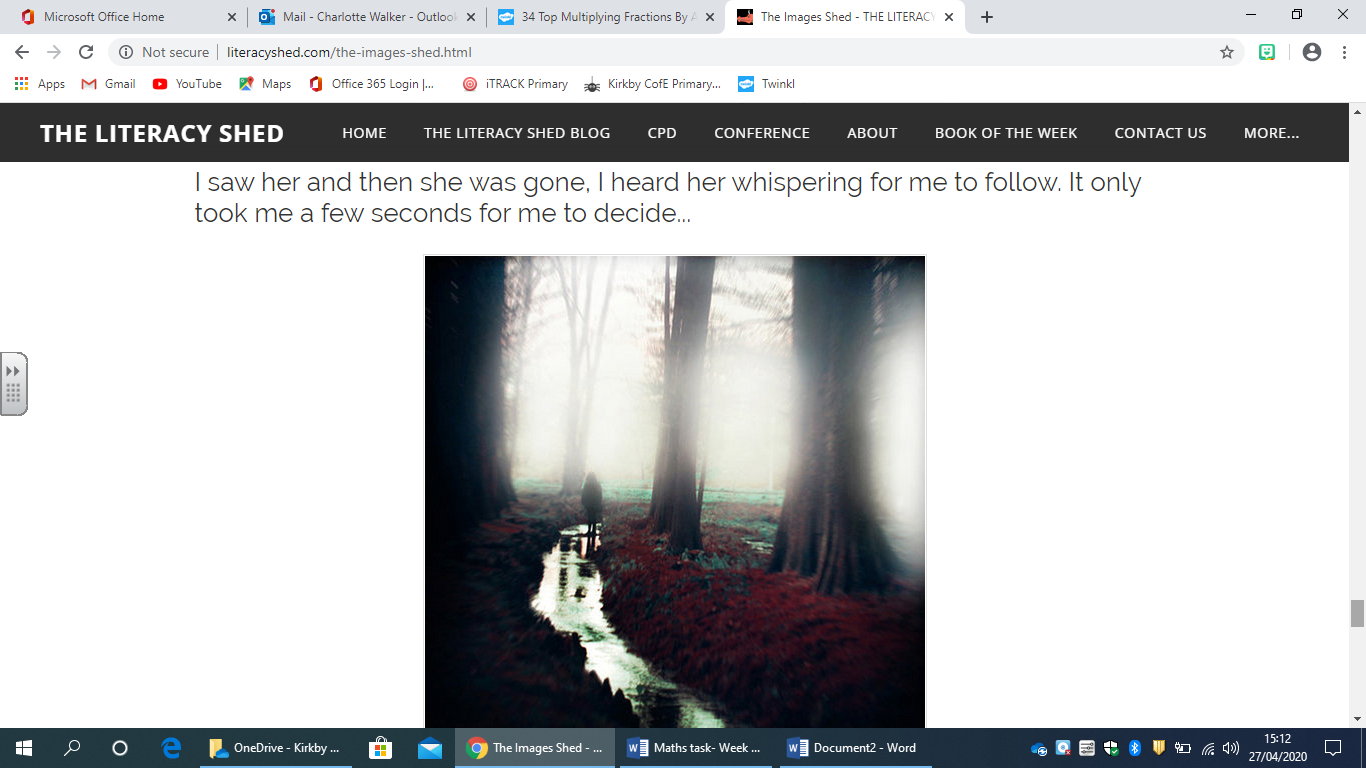 Microsoft Office Home
Mail - Charlotte Walker - Outlook
34 Top Multiplying Fractions By A
The Images Shed - THE LITERACY
Not secure
literacyshed.com/the-images-shed.html
Apps
Gmail
YouTube
Maps
Office 365 Login |...
iTRACK Primary
Kirkby CofE Primary...
Twinkl
THE LITERACY SHED
HOME
THE LITERACY SHED BLOG
CPD
CONFERENCE
ABOUT
BOOK OF THE WEEK
CONTACT US
MORE...
I saw her and then she was gone, I heard her whispering for me to follow. It only
took me a few seconds for me to decide...
OneDrive - Kirkby ...
The Images Shed - ...
Maths task- Week ...
Document2 - Word
15:12
27/04/2020